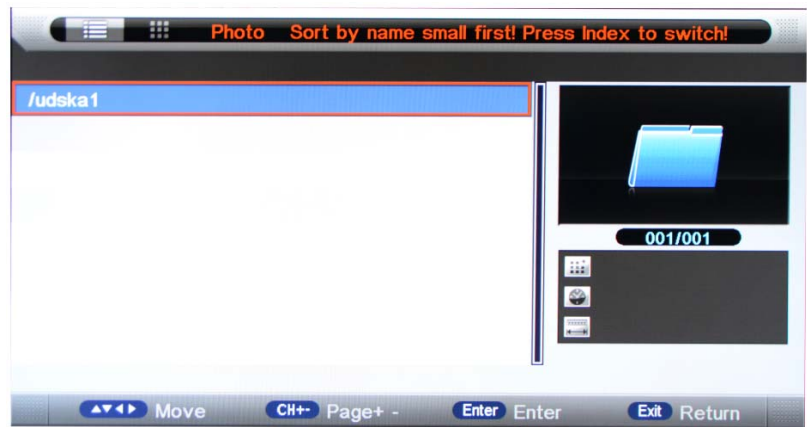 Photo Sort by name small first! Press Index to switch!
/udska1
001/001
▲▼◄► Move CH+- Page+ - Enter Enter Exit Return